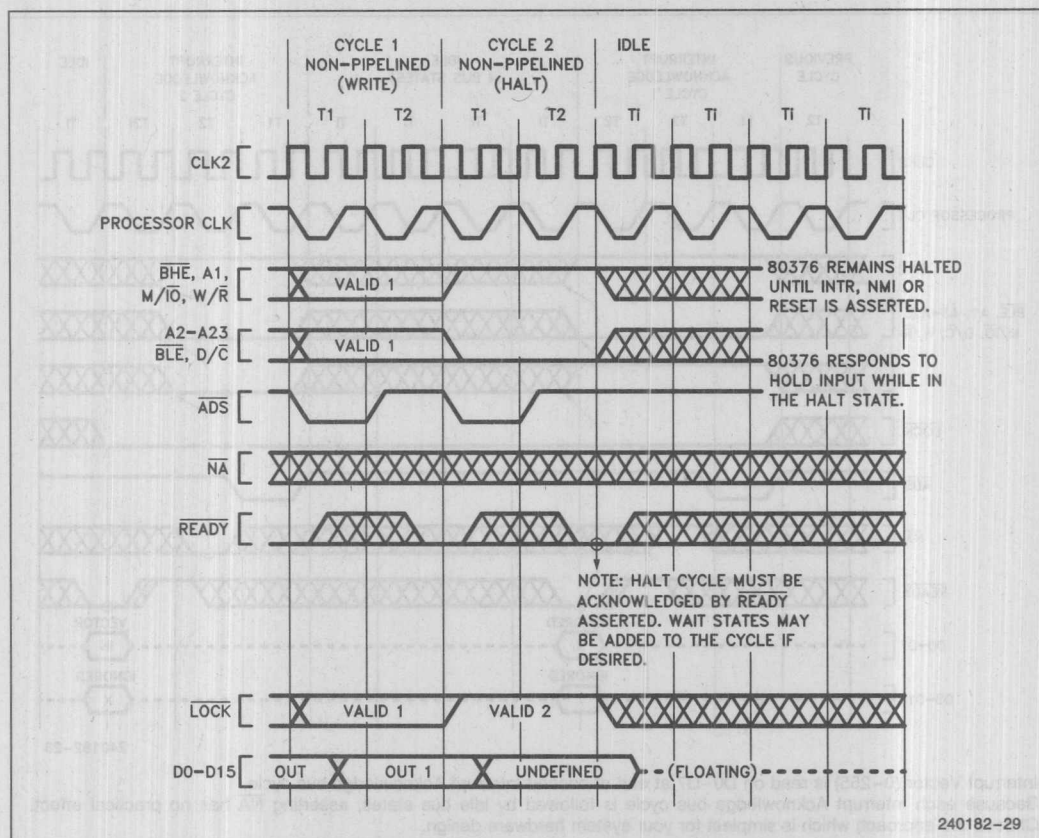 CYCLE 1
NON-PIPELINED
(WRITE)
CYCLE 2
NON-PIPELINED
(HALT)
IDLE
T1 T2 T1 T2 Ti Ti Ti Ti
CLK2
PROCESSOR CLK
BHE, A1,
M/IO, W/R
VALID 1
80376 REMAINS HALTED
UNTIL INTR, NMI OR
RESET IS ASSERTED.
A2-A23
BLE, D/C
VALID 1
80376 RESPONDS TO
HOLD INPUT WHILE IN
THE HALT STATE.
ADS
NA
READY
NOTE: HALT CYCLE MUST BE
ACKNOWLEDGED BY READY
ASSERTED. WAIT STATES MAY
BE ADDED TO THE CYCLE IF
DESIRED.
LOCK
VALID 1 VALID 2
D0-D15
OUT OUT 1 UNDEFINED (FLOATING)
240182-29